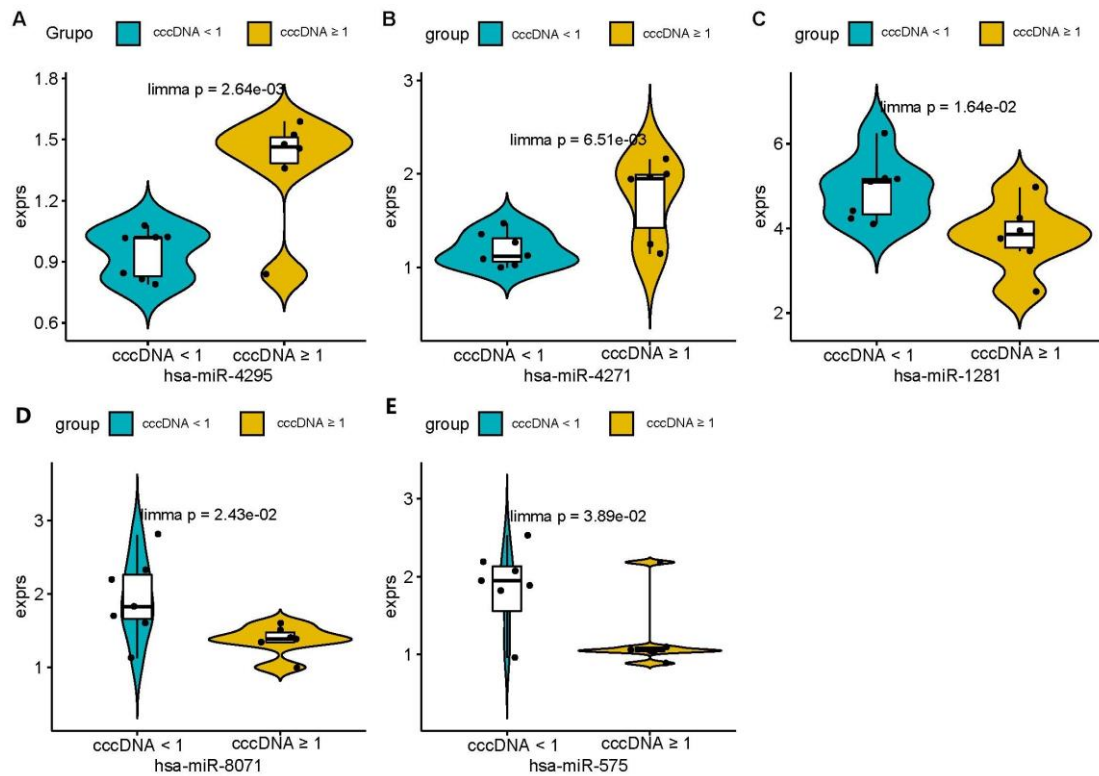 A
Grupo cccDNA < 1 cccDNA ≥ 1
limma p = 2.64e-03
1.8
1.5
1.2
0.9
0.6
exprs
cccDNA < 1 cccDNA ≥ 1
hsa-miR-4295
B
group cccDNA < 1 cccDNA ≥ 1
limma p = 6.51e-03
3
2
1
exprs
cccDNA < 1 cccDNA ≥ 1
hsa-miR-4271
C
group cccDNA < 1 cccDNA ≥ 1
limma p = 1.64e-02
6
4
2
exprs
cccDNA < 1 cccDNA ≥ 1
hsa-miR-1281
D
group cccDNA < 1 cccDNA ≥ 1
limma p = 2.43e-02
3
2
1
exprs
cccDNA < 1 cccDNA ≥ 1
hsa-miR-8071
E
group cccDNA < 1 cccDNA ≥ 1
limma p = 3.89e-02
3
2
1
exprs
cccDNA < 1 cccDNA ≥ 1
hsa-miR-575